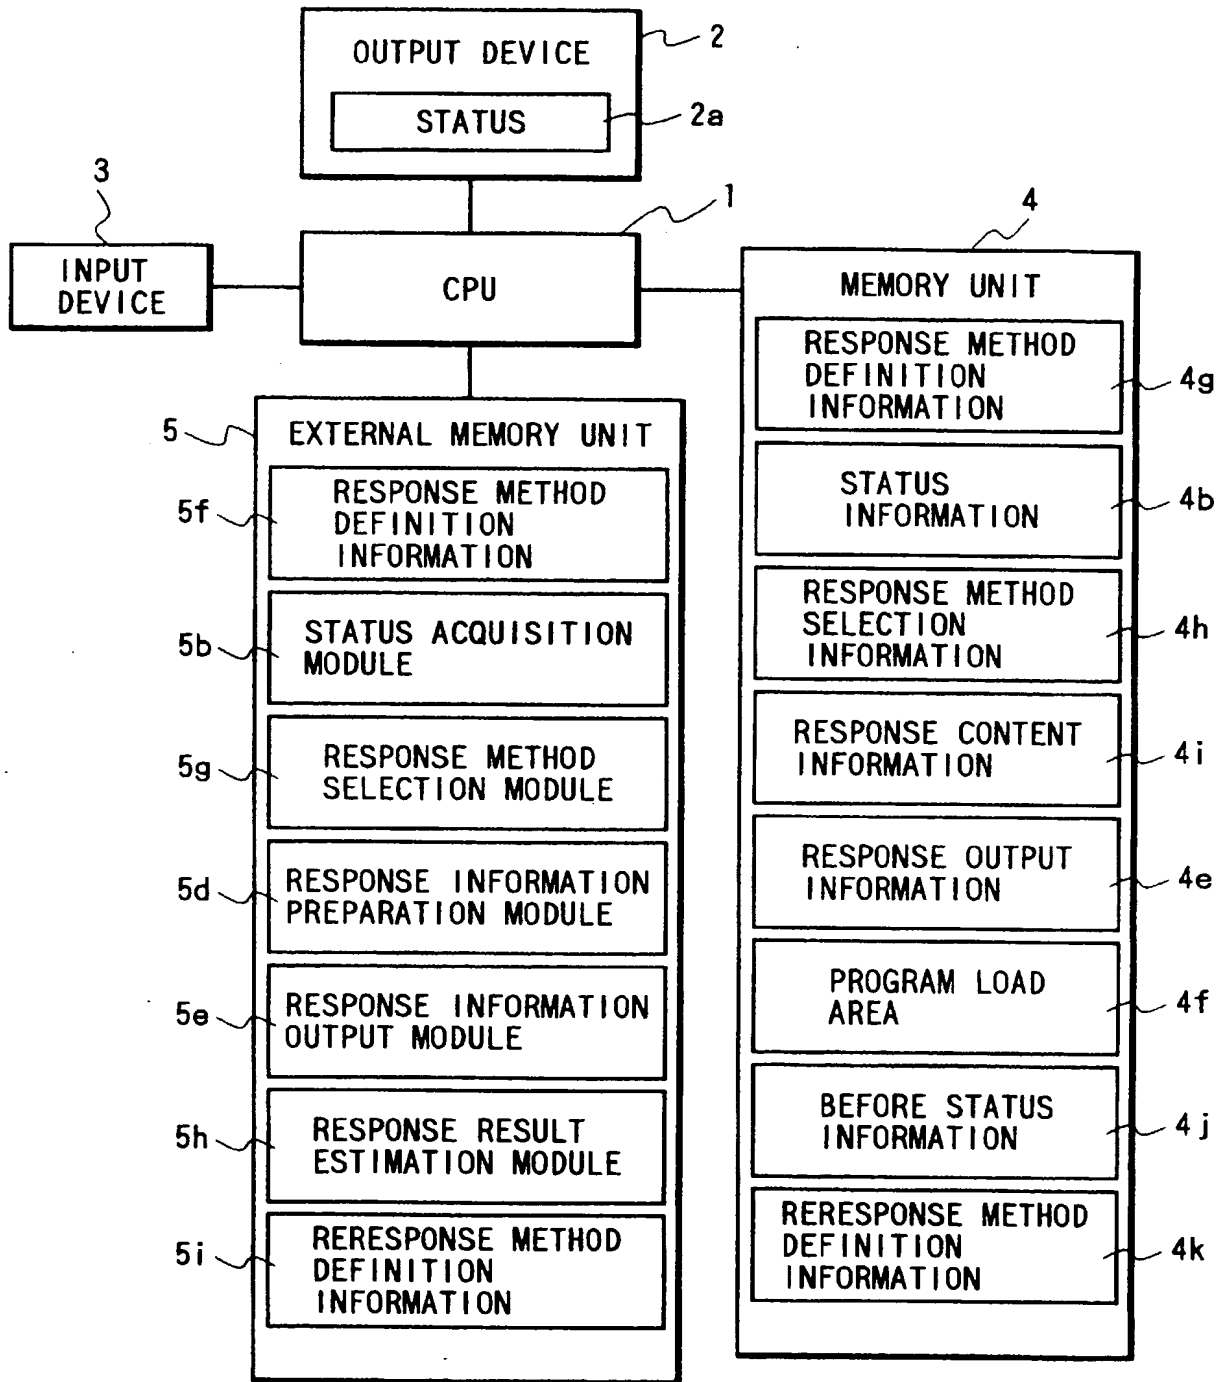 OUTPUT DEVICE
2
STATUS
2a
3
INPUT
DEVICE
1
CPU
4
MEMORY UNIT
RESPONSE METHOD
DEFINITION
INFORMATION
4g
STATUS
INFORMATION
4b
RESPONSE METHOD
SELECTION
INFORMATION
4h
RESPONSE CONTENT
INFORMATION
4i
RESPONSE OUTPUT
INFORMATION
4e
PROGRAM LOAD
AREA
4f
BEFORE STATUS
INFORMATION
4j
RERESPONSE METHOD
DEFINITION
INFORMATION
4k
5
EXTERNAL MEMORY UNIT
5f
RESPONSE METHOD
DEFINITION
INFORMATION
5b
STATUS ACQUISITION
MODULE
5g
RESPONSE METHOD
SELECTION MODULE
5d
RESPONSE INFORMATION
PREPARATION MODULE
5e
RESPONSE INFORMATION
OUTPUT MODULE
5h
RESPONSE RESULT
ESTIMATION MODULE
5i
RERESPONSE METHOD
DEFINITION
INFORMATION